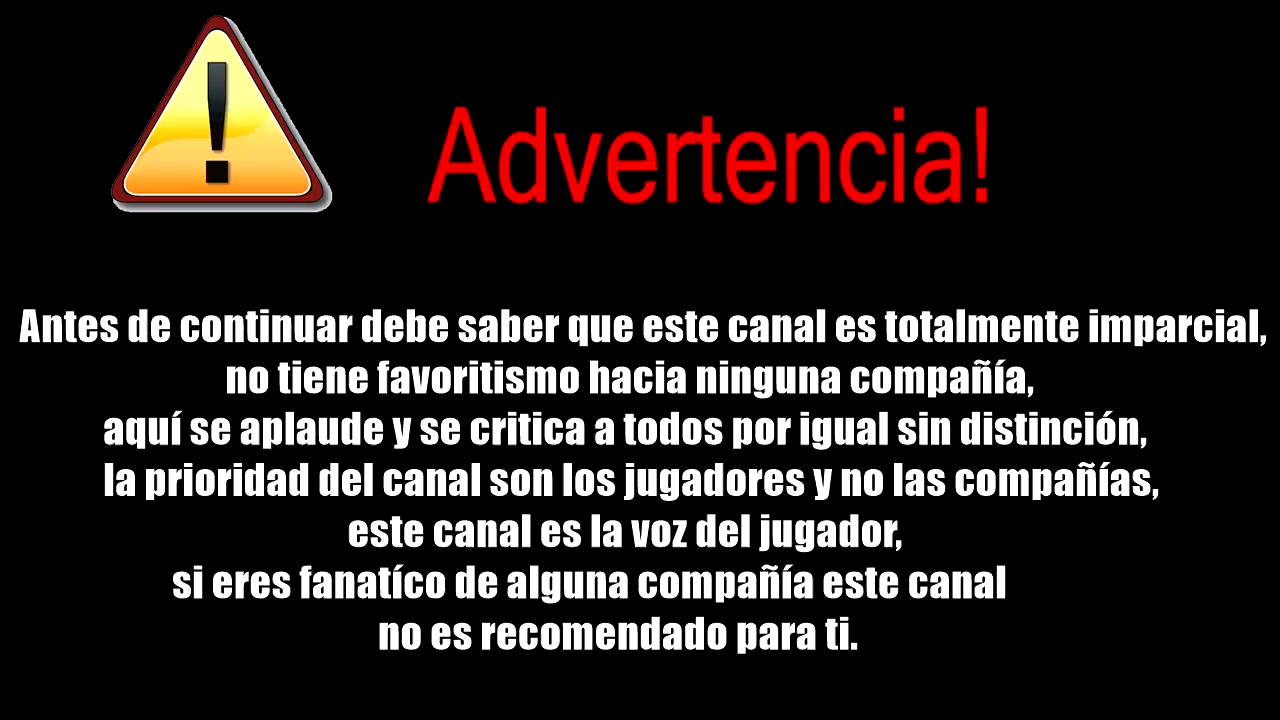 Advertencia!
Antes de continuar debe saber que este canal es totalmente imparcial,
no tiene favoritismo hacia ninguna compañía,
aquí se aplaude y se critica a todos por igual sin distinción,
la prioridad del canal son los jugadores y no las compañías,
este canal es la voz del jugador,
si eres fanatíco de alguna compañía este canal
no es recomendado para ti.